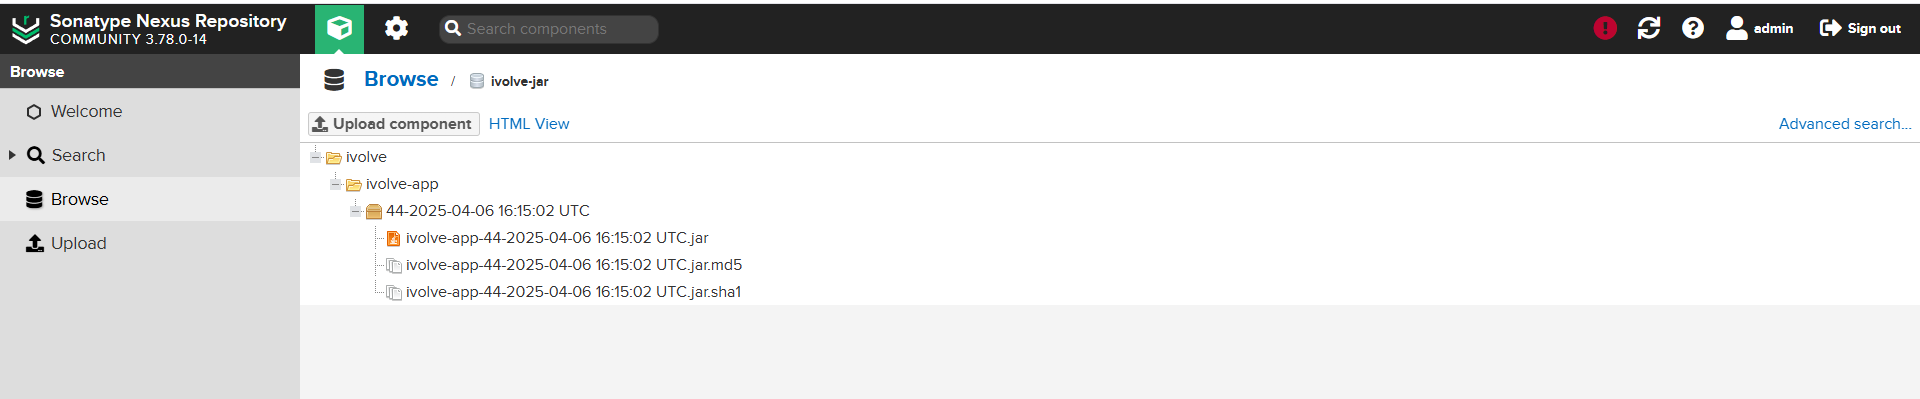 Sonatype Nexus Repository
COMMUNITY 3.78.0-14
Search components
admin
Sign out
Browse
Welcome
Search
Browse
Upload
Browse / ivolve-jar
Upload component HTML View Advanced search...
ivolve
ivolve-app
44-2025-04-06 16:15:02 UTC
ivolve-app-44-2025-04-06 16:15:02 UTC.jar
ivolve-app-44-2025-04-06 16:15:02 UTC.jar.md5
ivolve-app-44-2025-04-06 16:15:02 UTC.jar.sha1